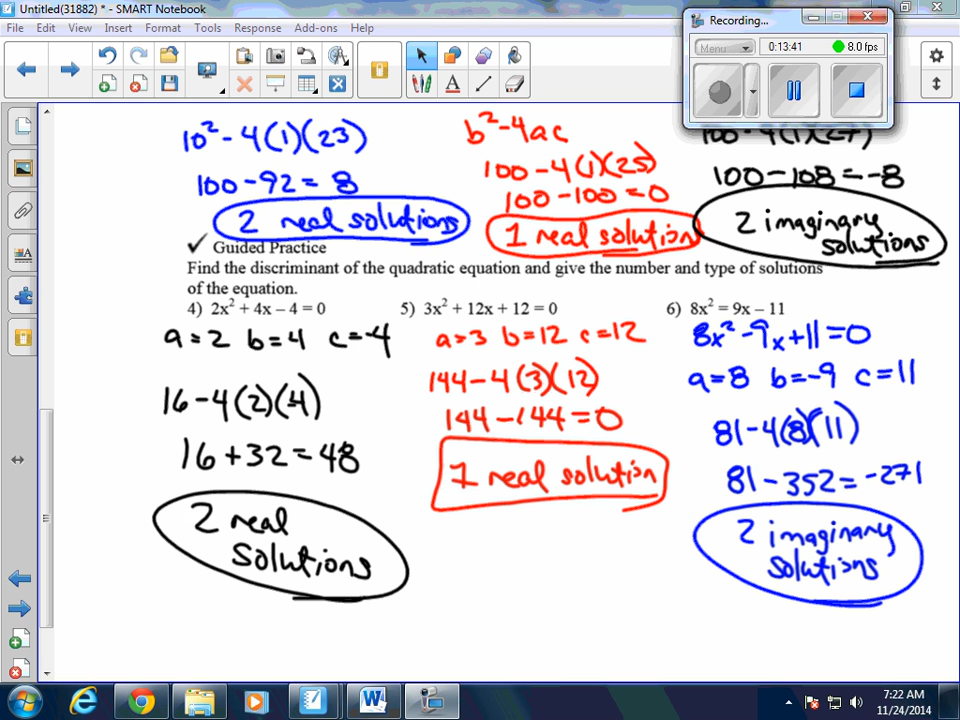 Untitled(31882) * - SMART Notebook
File Edit View Insert Format Tools Response Add-ons Help
Recording...
Menu 0:13:41 8.0 fps
10² - 4(1)(23)
100 - 92 = 8
2 real solutions
b² - 4ac
100 - 4(1)(25)
100 - 100 = 0
1 real solution
100 - 4(1)(27)
100 - 108 = -8
2 imaginary
solutions
✓ Guided Practice
Find the discriminant of the quadratic equation and give the number and type of solutions
of the equation.
4) 2x² + 4x – 4 = 0 5) 3x² + 12x + 12 = 0 6) 8x² = 9x – 11
a=2 b=4 c=-4
16 - 4(2)(-4)
16 + 32 = 48
2 real
solutions
a=3 b=12 c=12
144 - 4(3)(12)
144 - 144 = 0
1 real solution
8x² - 9x + 11 = 0
a=8 b=-9 c=11
81 - 4(8)(11)
81 - 352 = -271
2 imaginary
solutions
7:22 AM
11/24/2014